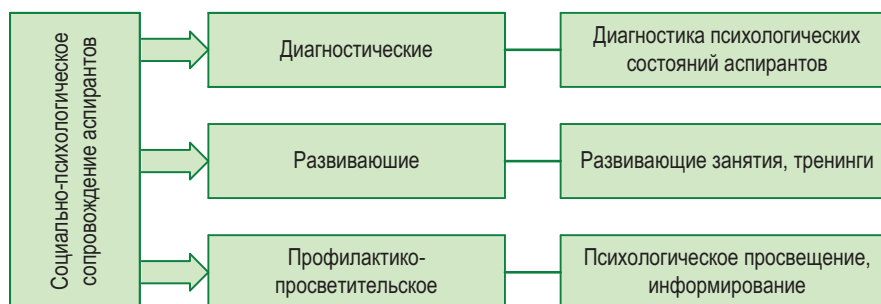 Социально-психологическое
сопровождение аспирантов
Диагностические
Диагностика психологических
состояний аспирантов
Развиваюшие
Развивающие занятия, тренинги
Профилактико-
просветительское
Психологическое просвещение,
информирование